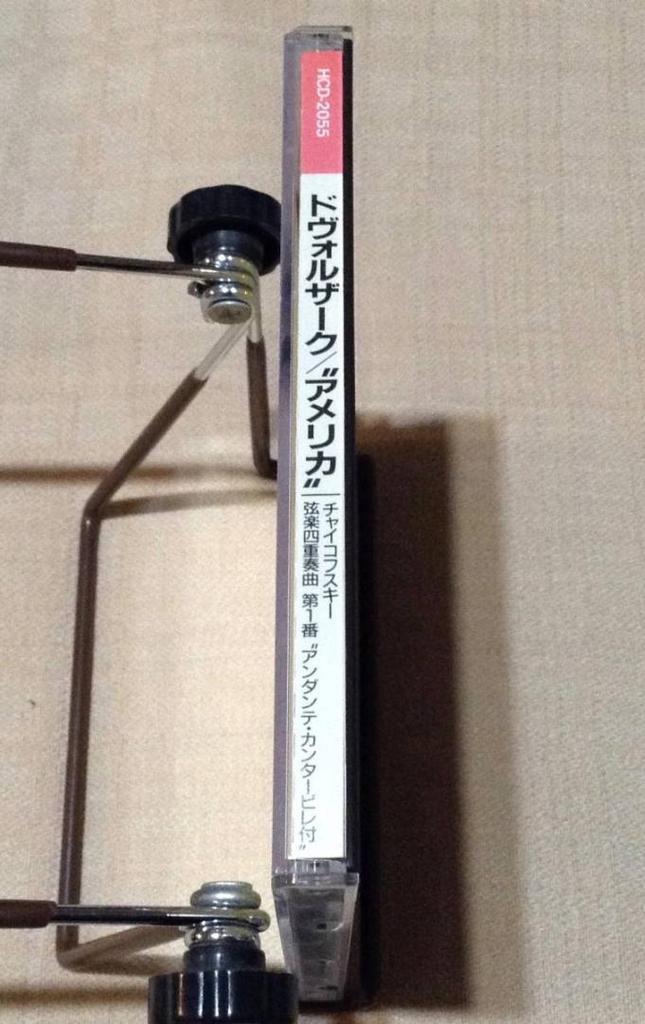 HCD-2055
ドヴォルザーク/"アメリカ"
チャイコフスキー
弦楽四重奏曲 第1番 "アンダンテ・カンタービレ付"